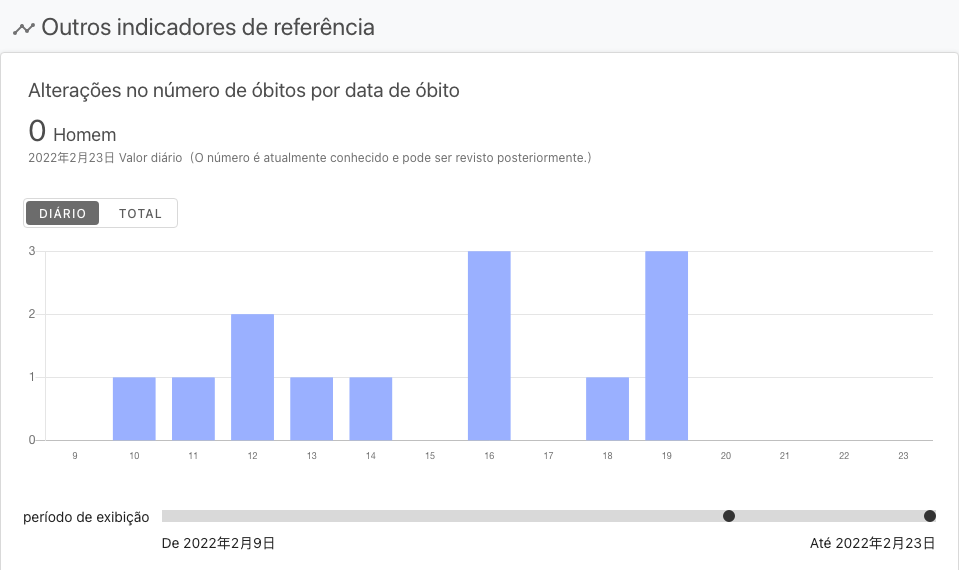 Outros indicadores de referência
Alterações no número de óbitos por data de óbito
0 Homem
2022年2月23日 Valor diário（O número é atualmente conhecido e pode ser revisto posteriormente.）
DIÁRIO TOTAL
3
2
1
0
9 10 11 12 13 14 15 16 17 18 19 20 21 22 23
período de exibição
De 2022年2月9日 Até 2022年2月23日